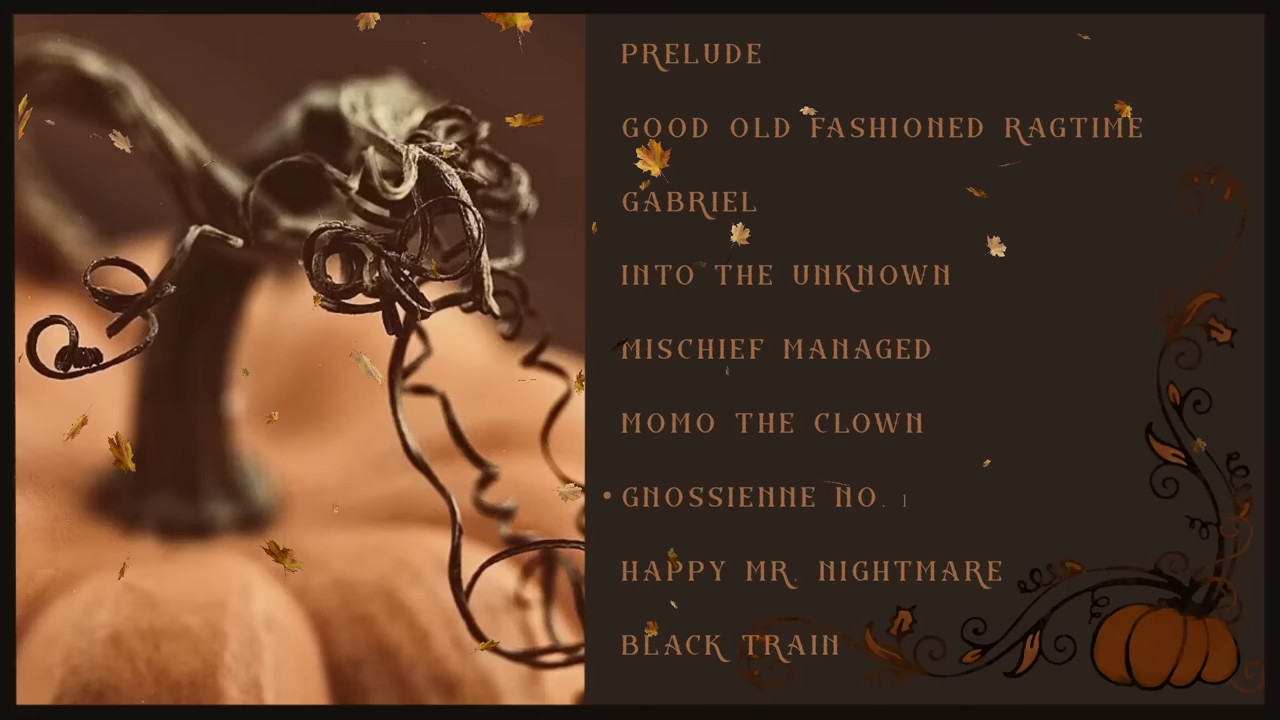 PRELUDE
GOOD OLD FASHIONED RAGTIME
GABRIEL
INTO THE UNKNOWN
MISCHIEF MANAGED
MOMO THE CLOWN
• GNOSSIENNE NO. 1
HAPPY MR. NIGHTMARE
BLACK TRAIN